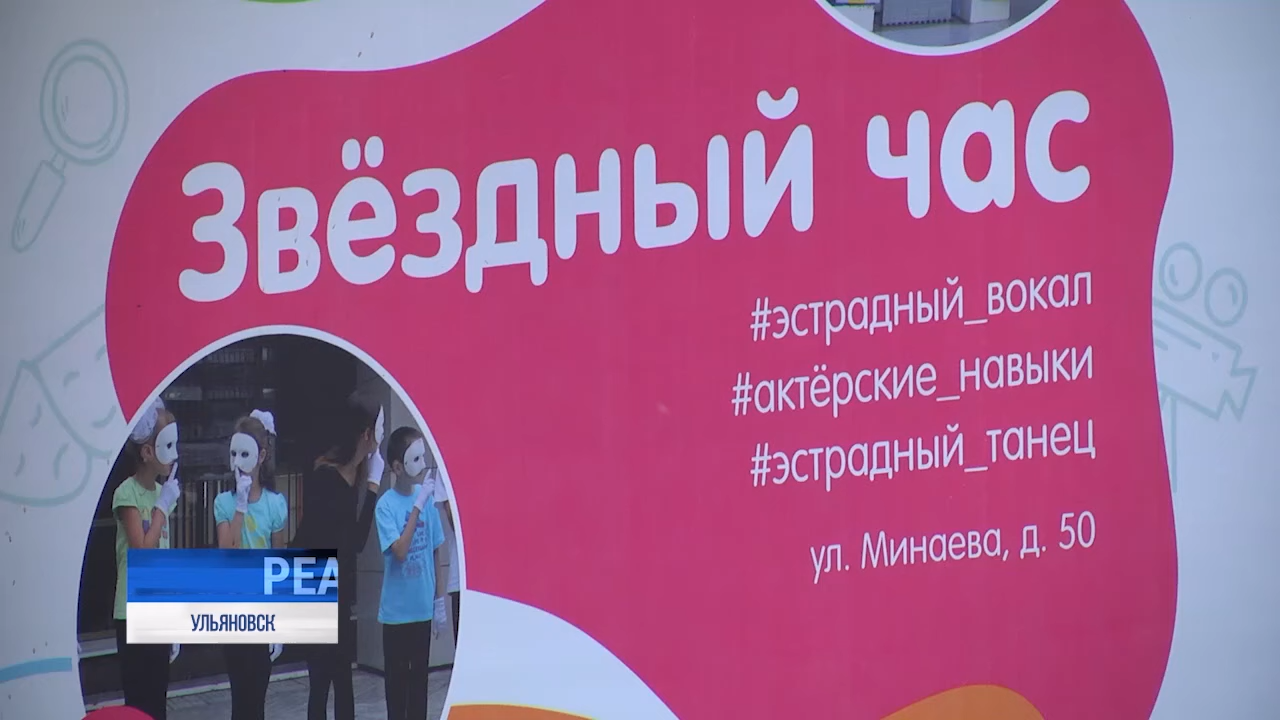 Звёздный час
#эстрадный_вокал
#актёрские_навыки
#эстрадный_танец
ул. Минаева, д. 50
РЕА
УЛЬЯНОВСК